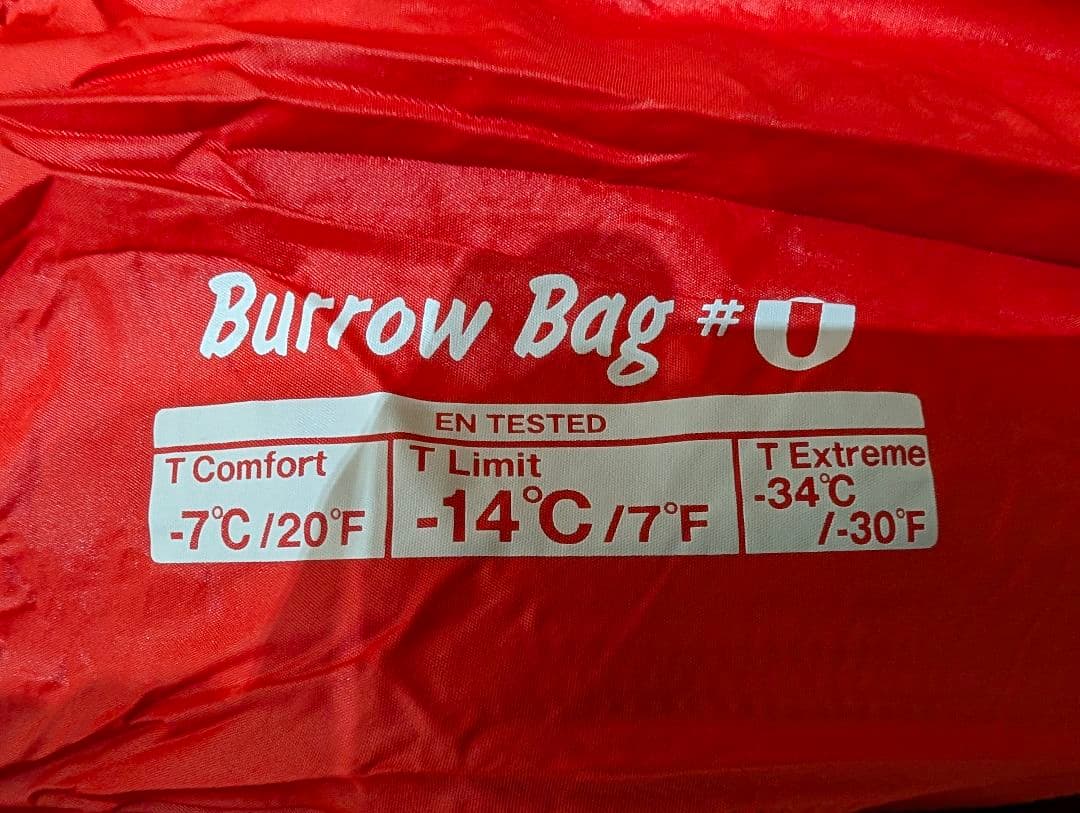 Burrow Bag #0
EN TESTED
T Comfort
-7℃/20°F
T Limit
-14℃/7°F
T Extreme
-34℃
/-30°F